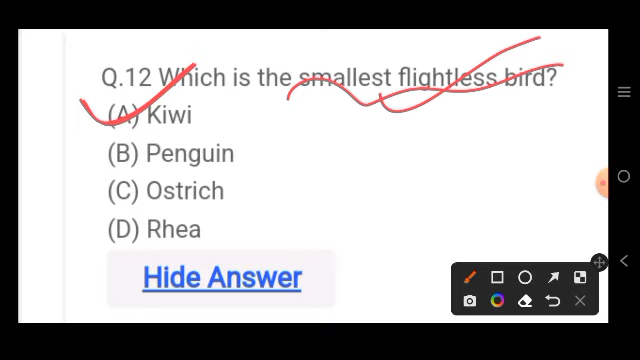 Q.12 Which is the smallest flightless bird?
(A) Kiwi
(B) Penguin
(C) Ostrich
(D) Rhea
Hide Answer